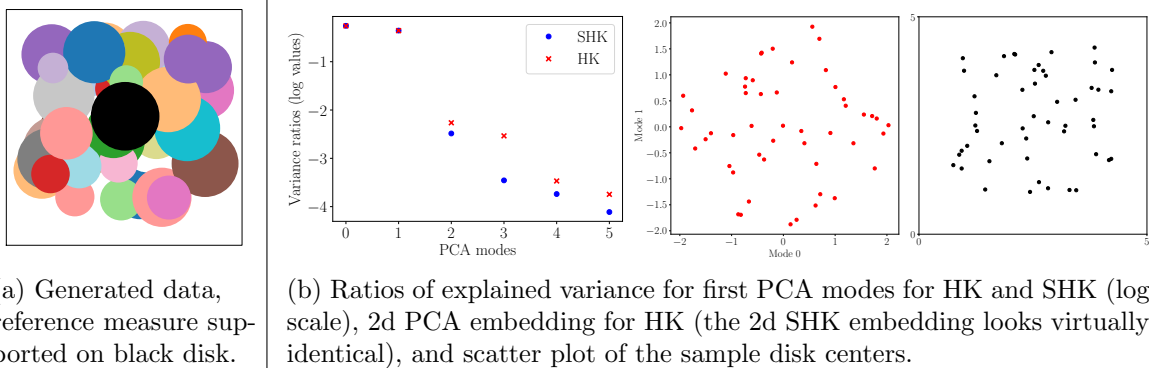 Variance ratios (log values)
−1
−2
−3
−4
0 1 2 3 4 5
PCA modes
SHK
HK
Mode 1
2.0
1.5
1.0
0.5
0.0
−0.5
−1.0
−1.5
−2.0
−2 −1 0 1 2
Mode 0
5
0
0 5
a) Generated data,
eference measure sup-
orted on black disk.
(b) Ratios of explained variance for first PCA modes for HK and SHK (log
scale), 2d PCA embedding for HK (the 2d SHK embedding looks virtually
identical), and scatter plot of the sample disk centers.